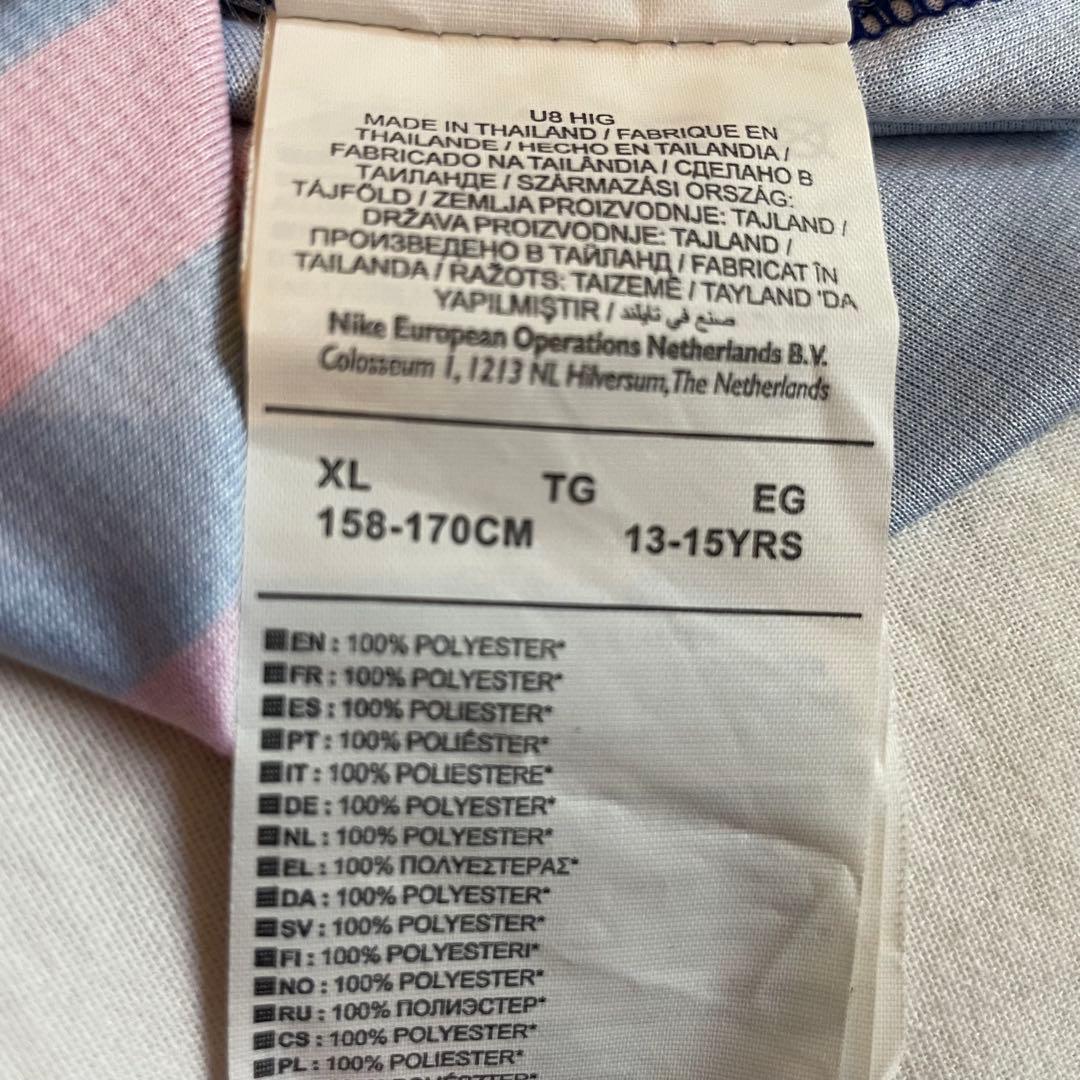 U8 HIG
MADE IN THAILAND / FABRIQUE EN
THAILANDE / HECHO EN TAILANDIA /
FABRICADO NA TAILÂNDIA / СДЕЛАНО В
ТАИЛАНДЕ / SZÁRMAZÁSI ORSZÁG:
TÁJFÖLD / ZEMLJA PROIZVODNJE: TAJLAND /
DRŽAVA PROIZVODNJE: TAJLAND /
ПРОИЗВЕДЕНО В ТАЙЛАНД / FABRICAT ÎN
TAILANDA / RAŽOTS: TAIZEMĒ / TAYLAND 'DA
YAPILMIŞTIR / صنع في تايلند
Nike European Operations Netherlands B.V.
Colosseum 1, 1213 NL Hilversum, The Netherlands
XL TG EG
158-170CM 13-15YRS
EN : 100% POLYESTER*
FR : 100% POLYESTER*
ES : 100% POLIESTER*
PT : 100% POLIÉSTER*
IT : 100% POLIESTERE*
DE : 100% POLYESTER*
NL : 100% POLYESTER*
EL : 100% ΠΟΛΥΕΣΤΕΡΑΣ*
DA : 100% POLYESTER*
SV : 100% POLYESTER*
FI : 100% POLYESTERI*
NO : 100% POLYESTER*
RU : 100% ПОЛИЭСТЕР*
CS : 100% POLYESTER*
PL : 100% POLIESTER*